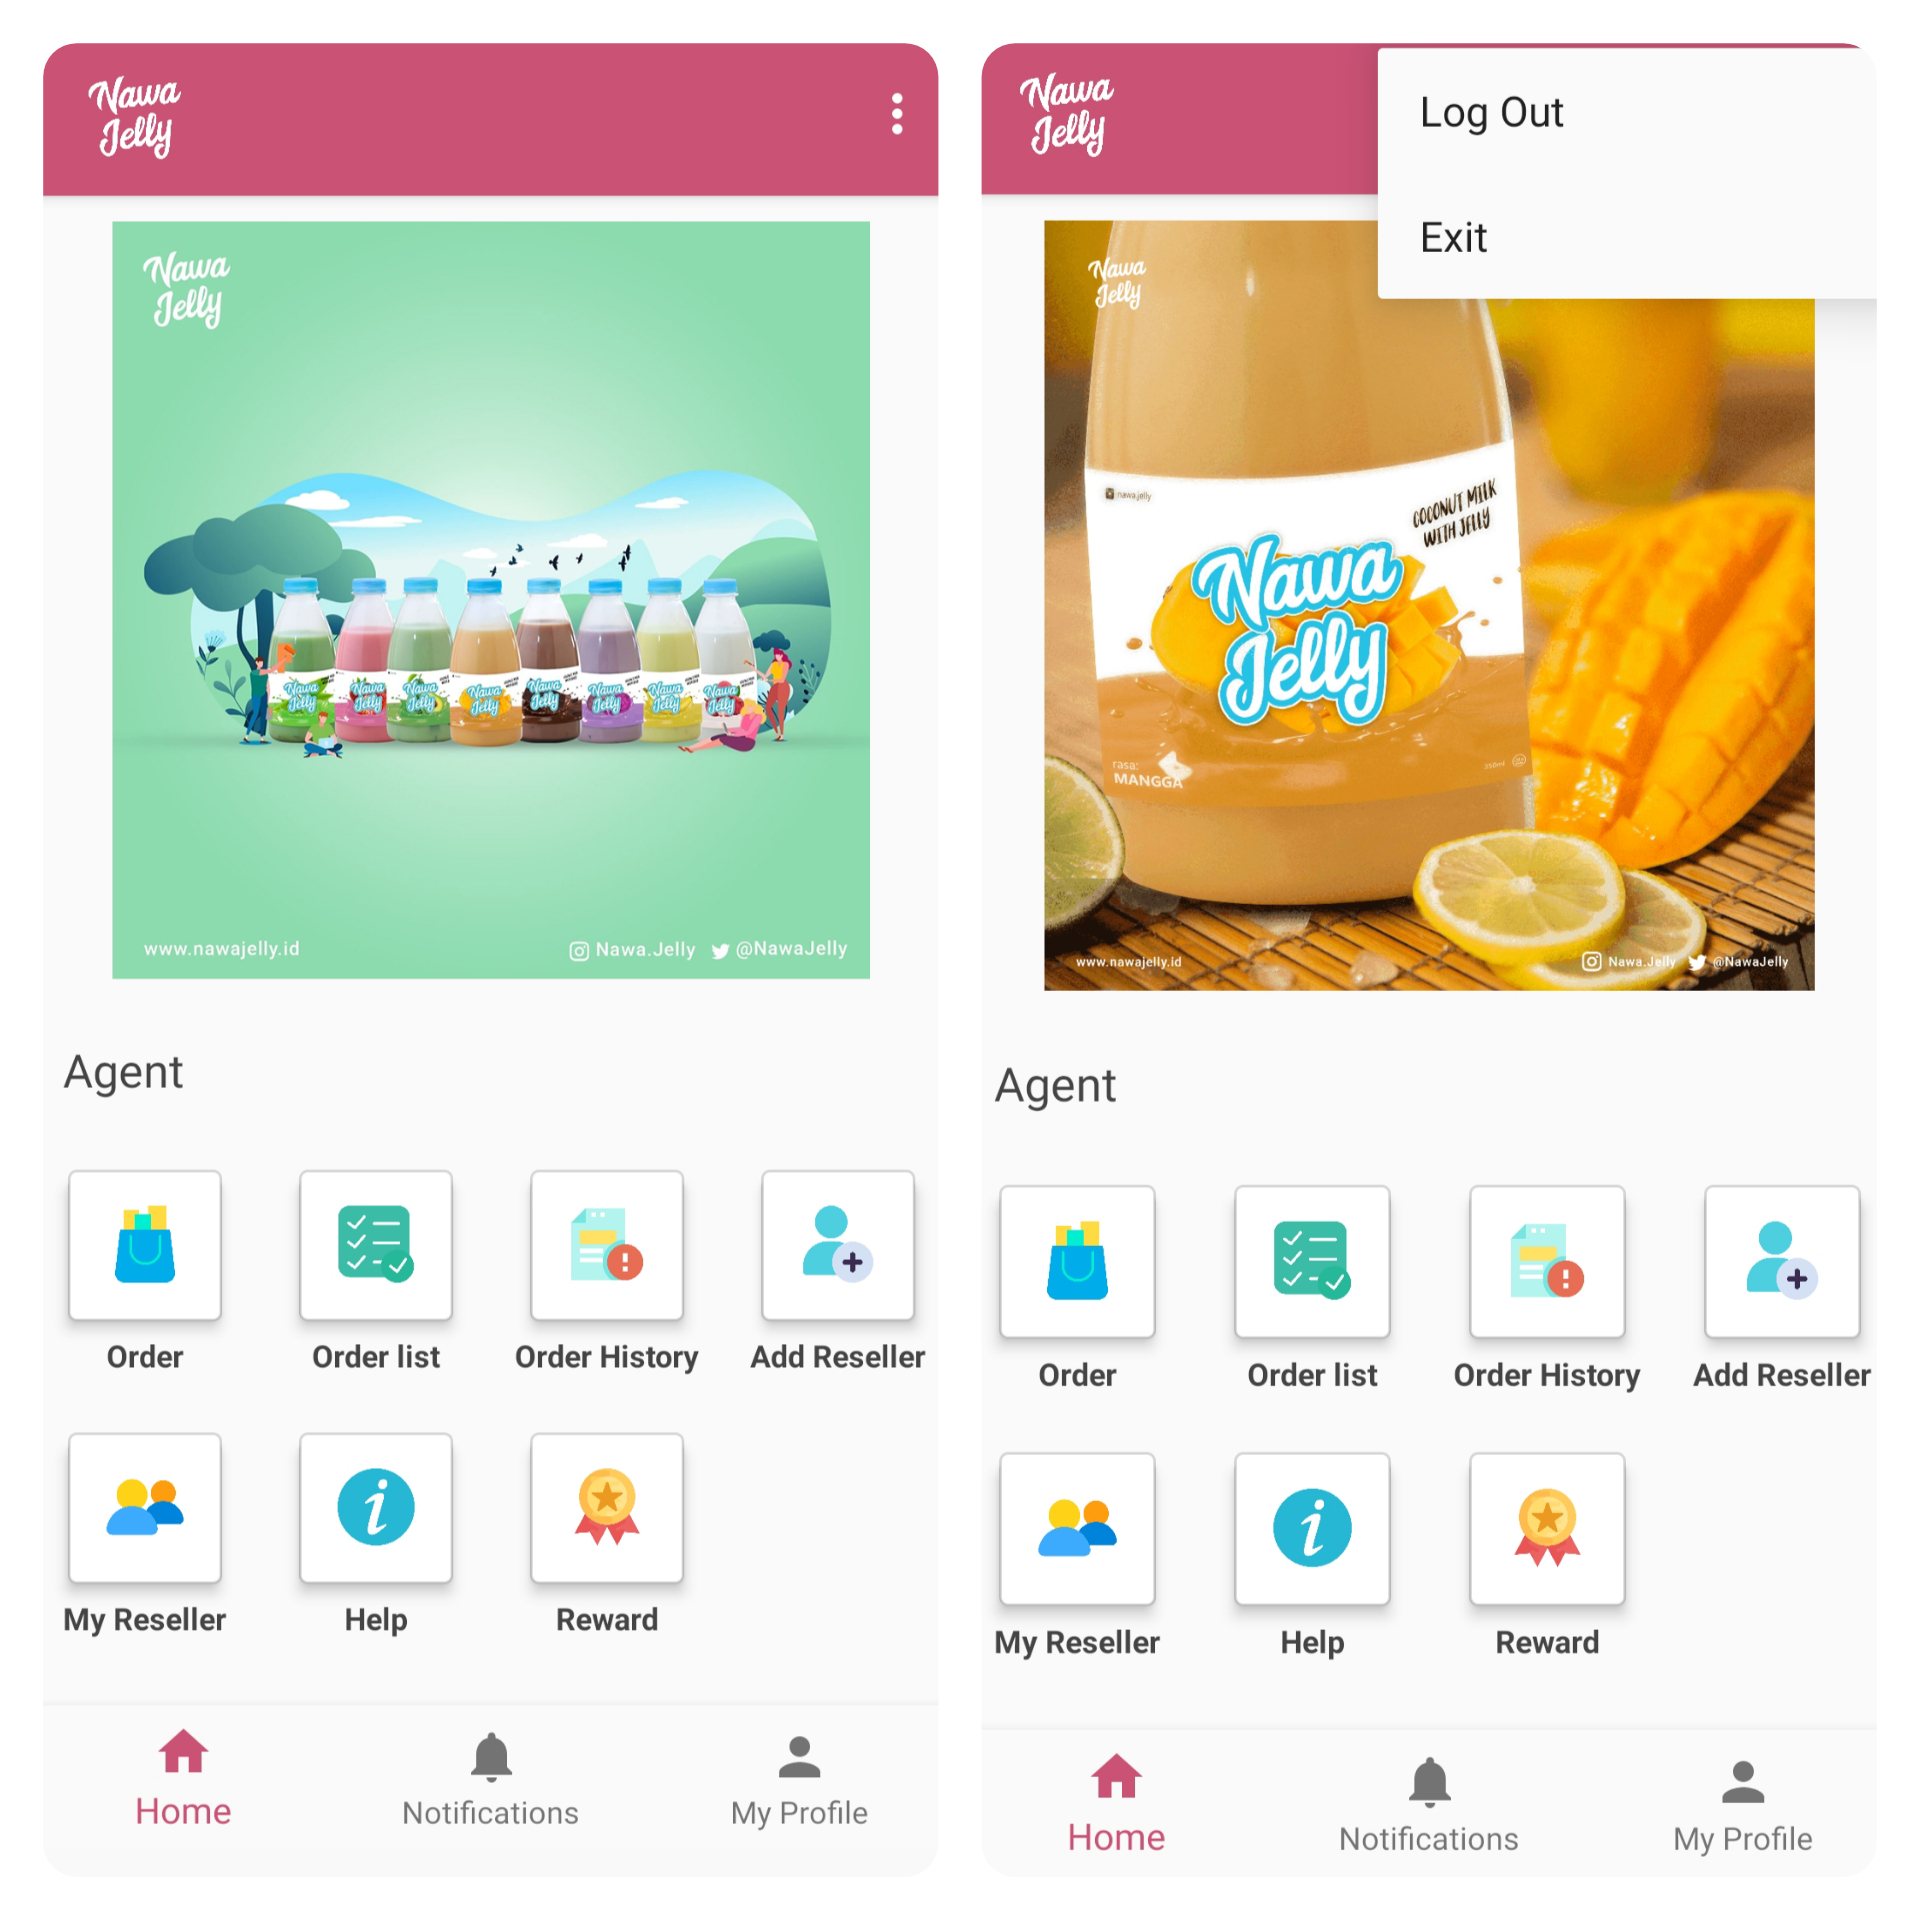 Nawa
Jelly
Nawa
Jelly
www.nawajelly.id
Nawa.Jelly
@NawaJelly
Agent
Order
Order list
Order History
Add Reseller
My Reseller
Help
Reward
Home
Notifications
My Profile
Nawa
Jelly
Log Out
Exit
Nawa
Jelly
nawa.jelly
COCONUT MILK
WITH JELLY
Nawa
Jelly
rasa:
MANGGA
www.nawajelly.id
Nawa.Jelly
@NawaJelly
Agent
Order
Order list
Order History
Add Reseller
My Reseller
Help
Reward
Home
Notifications
My Profile